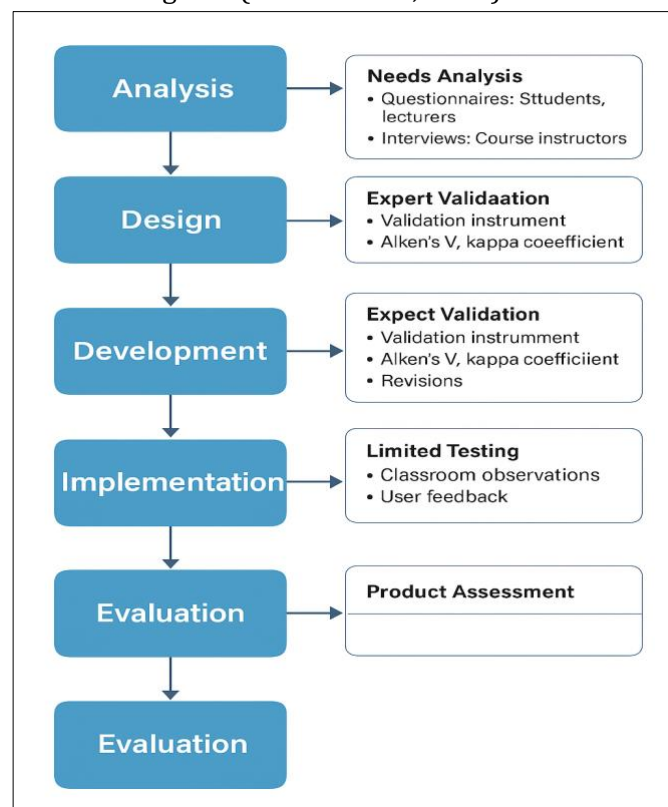 Analysis
Needs Analysis
• Questionnaires: Sttudents,
lecturers
• Interviews: Course instructors
Design
Expert Validaation
• Validation instrument
• Alken's V, kappa coeefficient
Development
Expect Validation
• Validation instrumment
• Alken's V, kappa coefficiient
• Revisions
Implementation
Limited Testing
• Classroom observations
• User feedback
Evaluation
Product Assessment
Evaluation